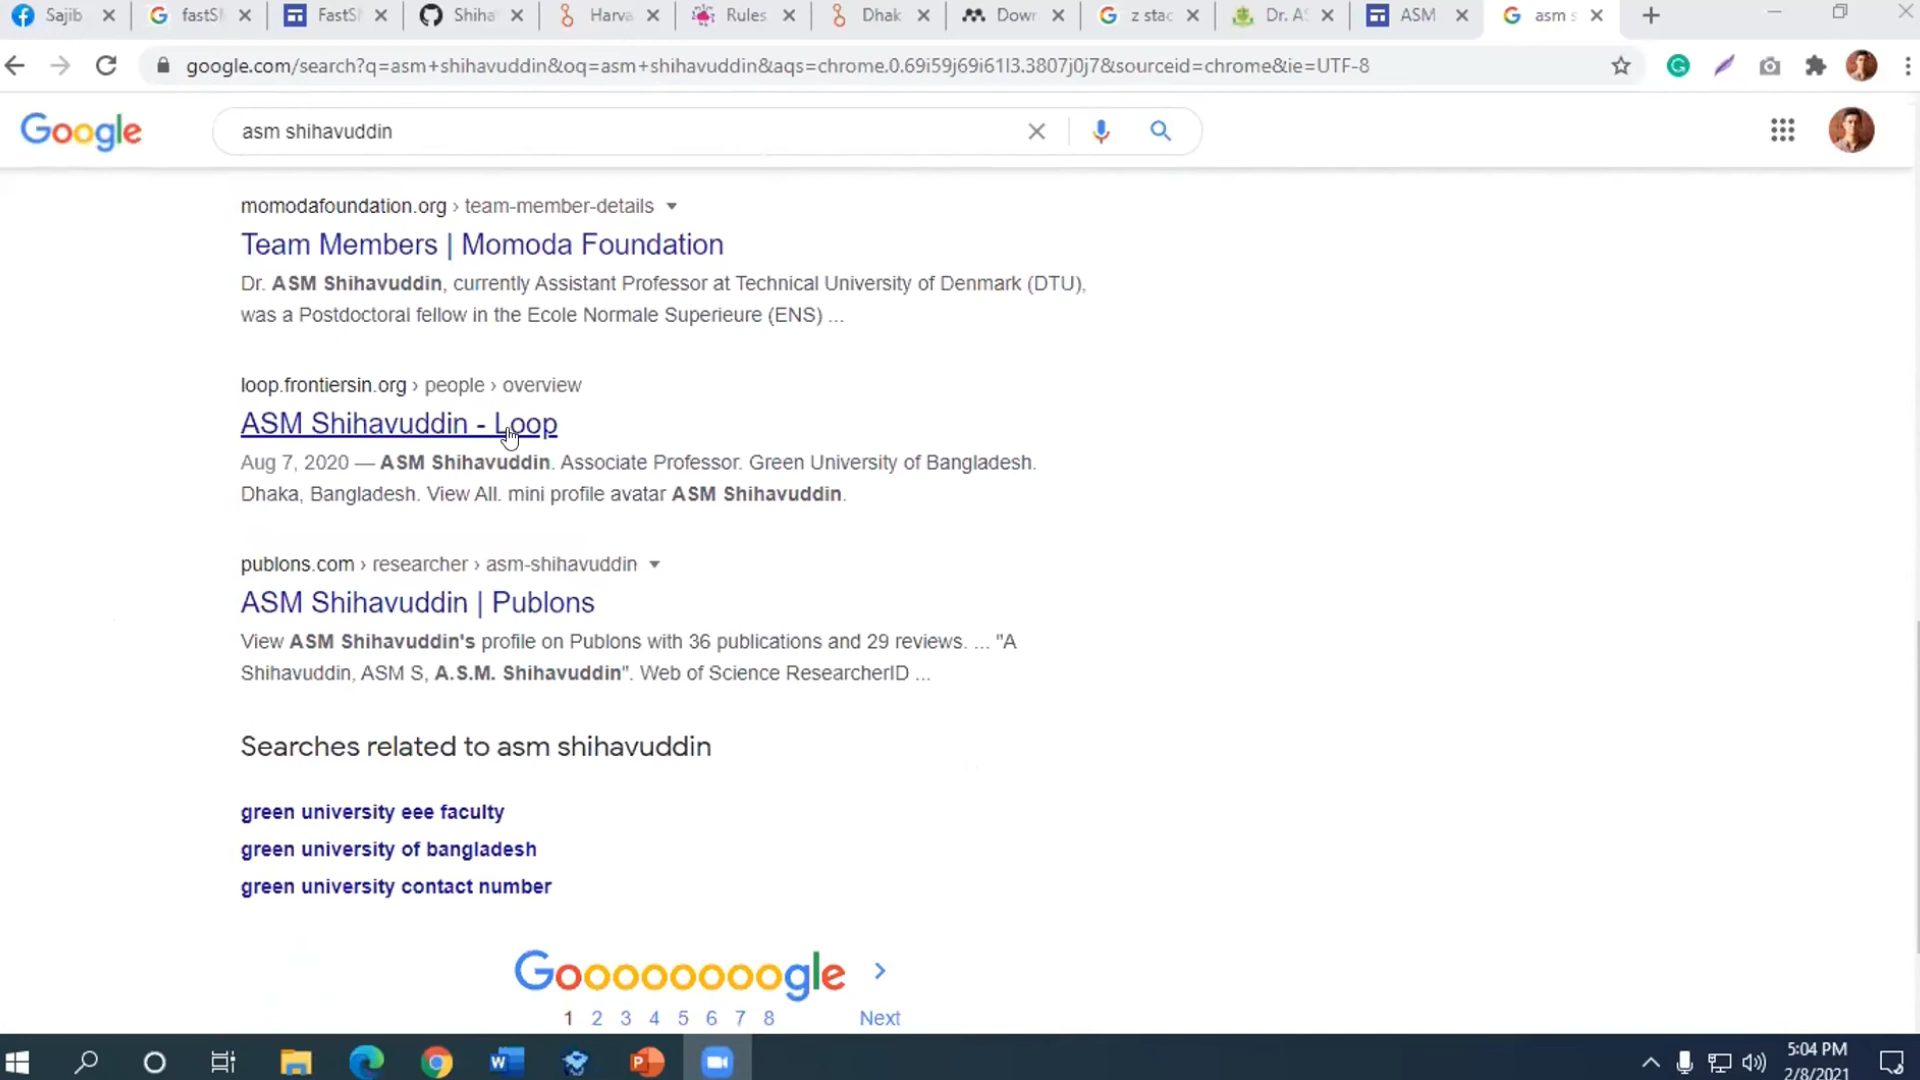 Sajib
fastSl
FastSl
Shiha
Harva
Rules
Dhak
Down
z stac
Dr. AS
ASM
asm s
google.com/search?q=asm+shihavuddin&oq=asm+shihavuddin&aqs=chrome.0.69i59j69i61l3.3807j0j7&sourceid=chrome&ie=UTF-8
Google
asm shihavuddin
momodafoundation.org › team-member-details
Team Members | Momoda Foundation
Dr. ASM Shihavuddin, currently Assistant Professor at Technical University of Denmark (DTU),
was a Postdoctoral fellow in the Ecole Normale Superieure (ENS) ...
loop.frontiersin.org › people › overview
ASM Shihavuddin - Loop
Aug 7, 2020 — ASM Shihavuddin. Associate Professor. Green University of Bangladesh.
Dhaka, Bangladesh. View All. mini profile avatar ASM Shihavuddin.
publons.com › researcher › asm-shihavuddin
ASM Shihavuddin | Publons
View ASM Shihavuddin's profile on Publons with 36 publications and 29 reviews. ... "A
Shihavuddin, ASM S, A.S.M. Shihavuddin". Web of Science ResearcherID ...
Searches related to asm shihavuddin
green university eee faculty
green university of bangladesh
green university contact number
Goooooooogle >
1 2 3 4 5 6 7 8 Next
5:04 PM
2/8/2021